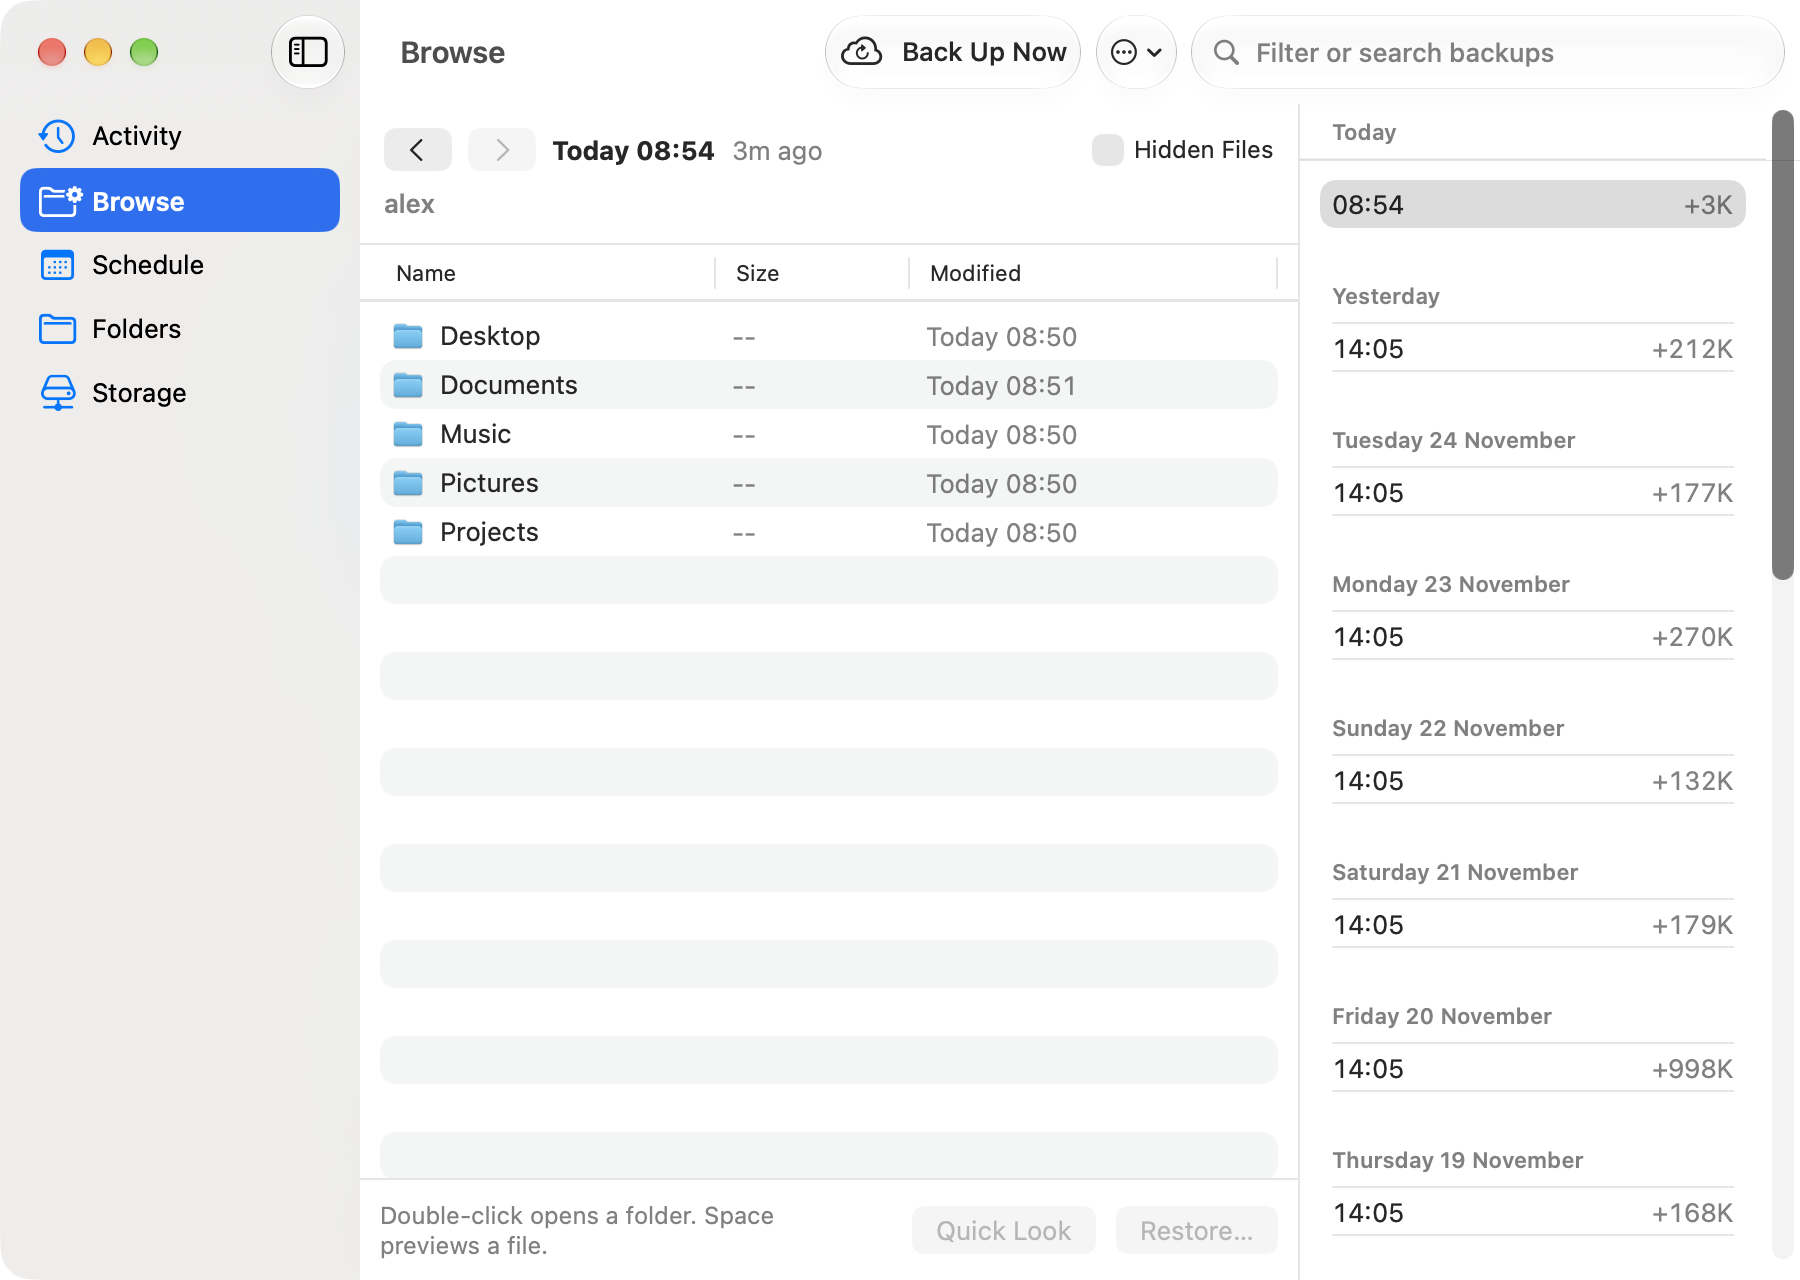 Activity
Browse
Schedule
Folders
Storage
Browse
Back Up Now
Filter or search backups
Today 08:54 3m ago
Hidden Files
alex
Name Size Modified
Desktop -- Today 08:50
Documents -- Today 08:51
Music -- Today 08:50
Pictures -- Today 08:50
Projects -- Today 08:50
Double-click opens a folder. Space
previews a file.
Quick Look
Restore...
Today
08:54 +3K
Yesterday
14:05 +212K
Tuesday 24 November
14:05 +177K
Monday 23 November
14:05 +270K
Sunday 22 November
14:05 +132K
Saturday 21 November
14:05 +179K
Friday 20 November
14:05 +998K
Thursday 19 November
14:05 +168K